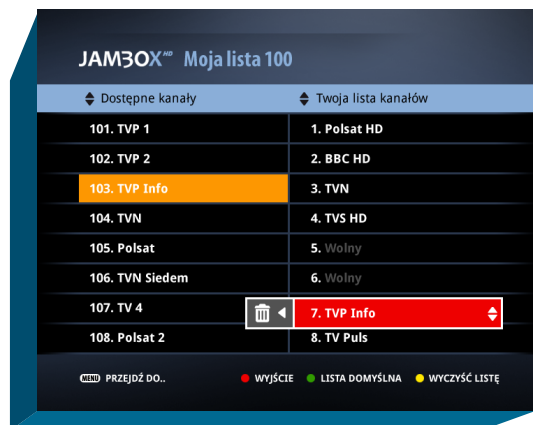 JAMBOX HD Moja lista 100
Dostępne kanały Twoja lista kanałów
101. TVP 1 1. Polsat HD
102. TVP 2 2. BBC HD
103. TVP Info 3. TVN
104. TVN 4. TVS HD
105. Polsat 5. Wolny
106. TVN Siedem 6. Wolny
107. TV 4 7. TVP Info
108. Polsat 2 8. TV Puls
MENU PRZEJDŹ DO.. WYJŚCIE LISTA DOMYŚLNA WYCZYŚĆ LISTĘ